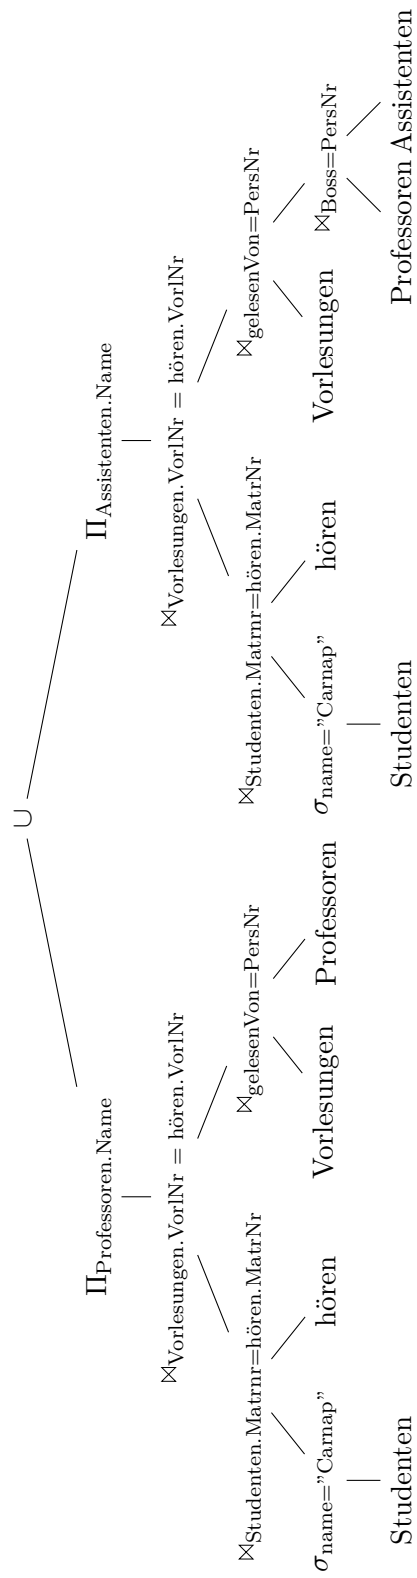 ∪
Π_Professoren.Name Π_Assistenten.Name
⋈_Vorlesungen.VorlNr = hören.VorlNr ⋈_Vorlesungen.VorlNr = hören.VorlNr
⋈_Studenten.Matrnr=hören.MatrNr ⋈_gelesenVon=PersNr ⋈_Studenten.Matrnr=hören.MatrNr ⋈_gelesenVon=PersNr
σ_name="Carnap" hören Vorlesungen Professoren σ_name="Carnap" hören Vorlesungen ⋈_Boss=PersNr
Studenten Studenten Professoren Assistenten